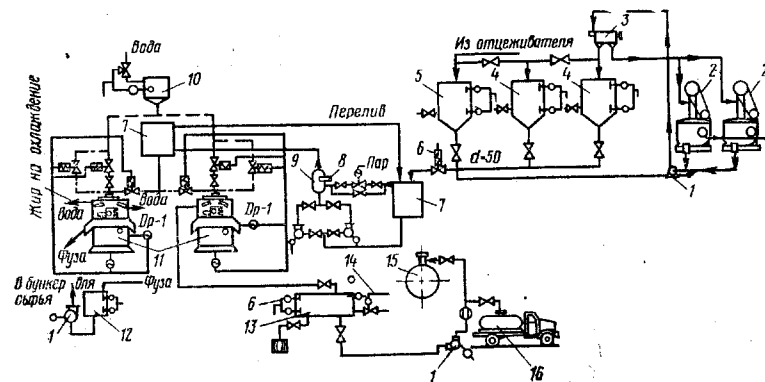 Вода
10
Из отцеживателя
3
5
4
4
2
2
Перелив
7
6
d-50
Жир на охлаждение
9
8
Пар
7
1
Вода
Вода
Др-1
Др-1
11
Фуза
В бункер для сырья
Фуза
1
12
6
13
14
15
1
16